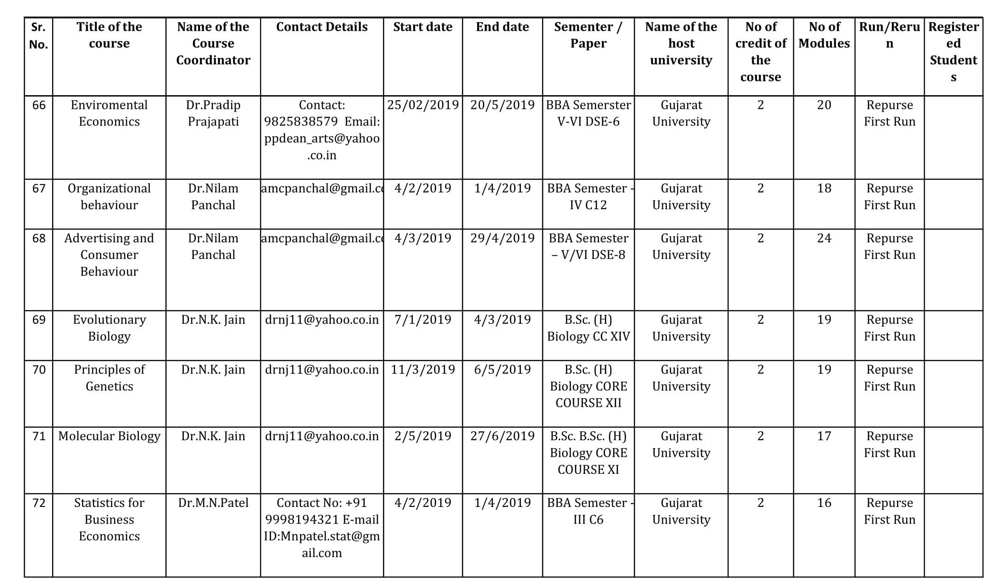 Sr. No.	Title of the course	Name of the Course Coordinator	Contact Details	Start date	End date	Sementer / Paper	Name of the host university	No of credit of the course	No of Modules	Run/Rerun	Registered Students
66	Enviromental Economics	Dr.Pradip Prajapati	Contact: 9825838579 Email: ppdean_arts@yahoo.co.in	25/02/2019	20/5/2019	BBA Semerster V-VI DSE-6	Gujarat University	2	20	Repurse First Run
67	Organizational behaviour	Dr.Nilam Panchal	amcpanchal@gmail.co	4/2/2019	1/4/2019	BBA Semester - IV C12	Gujarat University	2	18	Repurse First Run
68	Advertising and Consumer Behaviour	Dr.Nilam Panchal	amcpanchal@gmail.co	4/3/2019	29/4/2019	BBA Semester – V/VI DSE-8	Gujarat University	2	24	Repurse First Run
69	Evolutionary Biology	Dr.N.K. Jain	drnj11@yahoo.co.in	7/1/2019	4/3/2019	B.Sc. (H) Biology CC XIV	Gujarat University	2	19	Repurse First Run
70	Principles of Genetics	Dr.N.K. Jain	drnj11@yahoo.co.in	11/3/2019	6/5/2019	B.Sc. (H) Biology CORE COURSE XII	Gujarat University	2	19	Repurse First Run
71	Molecular Biology	Dr.N.K. Jain	drnj11@yahoo.co.in	2/5/2019	27/6/2019	B.Sc. B.Sc. (H) Biology CORE COURSE XI	Gujarat University	2	17	Repurse First Run
72	Statistics for Business Economics	Dr.M.N.Patel	Contact No: +91 9998194321 E-mail ID:Mnpatel.stat@gmail.com	4/2/2019	1/4/2019	BBA Semester - III C6	Gujarat University	2	16	Repurse First Run